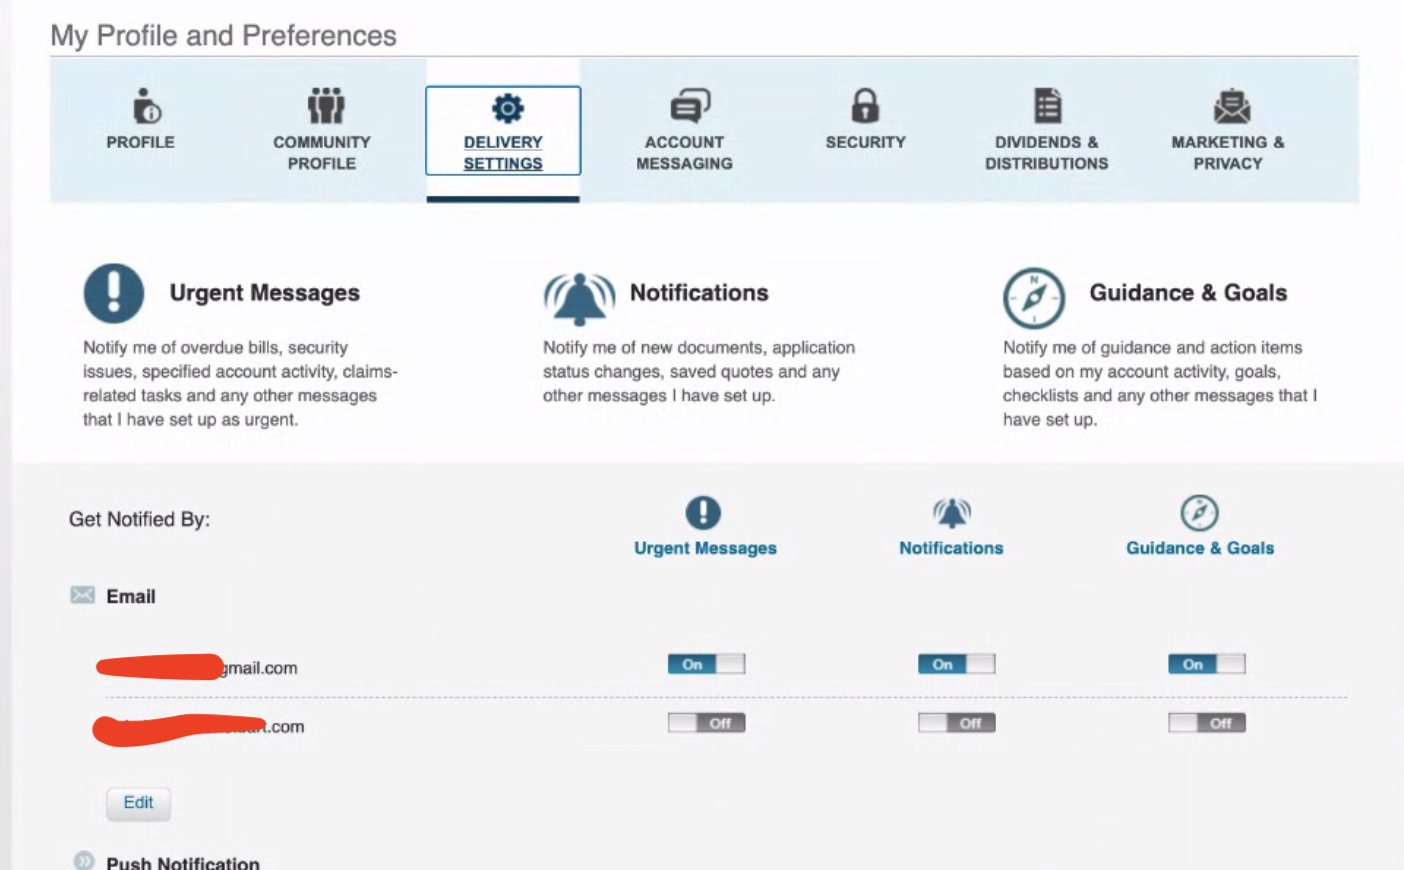 My Profile and Preferences
PROFILE
COMMUNITY
PROFILE
DELIVERY
SETTINGS
ACCOUNT
MESSAGING
SECURITY
DIVIDENDS &
DISTRIBUTIONS
MARKETING &
PRIVACY
Urgent Messages
Notify me of overdue bills, security
issues, specified account activity, claims-
related tasks and any other messages
that I have set up as urgent.
Notifications
Notify me of new documents, application
status changes, saved quotes and any
other messages I have set up.
N
Guidance & Goals
Notify me of guidance and action items
based on my account activity, goals,
checklists and any other messages that I
have set up.
Get Notified By:
Urgent Messages
Notifications
Guidance & Goals
Email
gmail.com
On
On
On
.com
Off
Off
Off
Edit
Push Notification